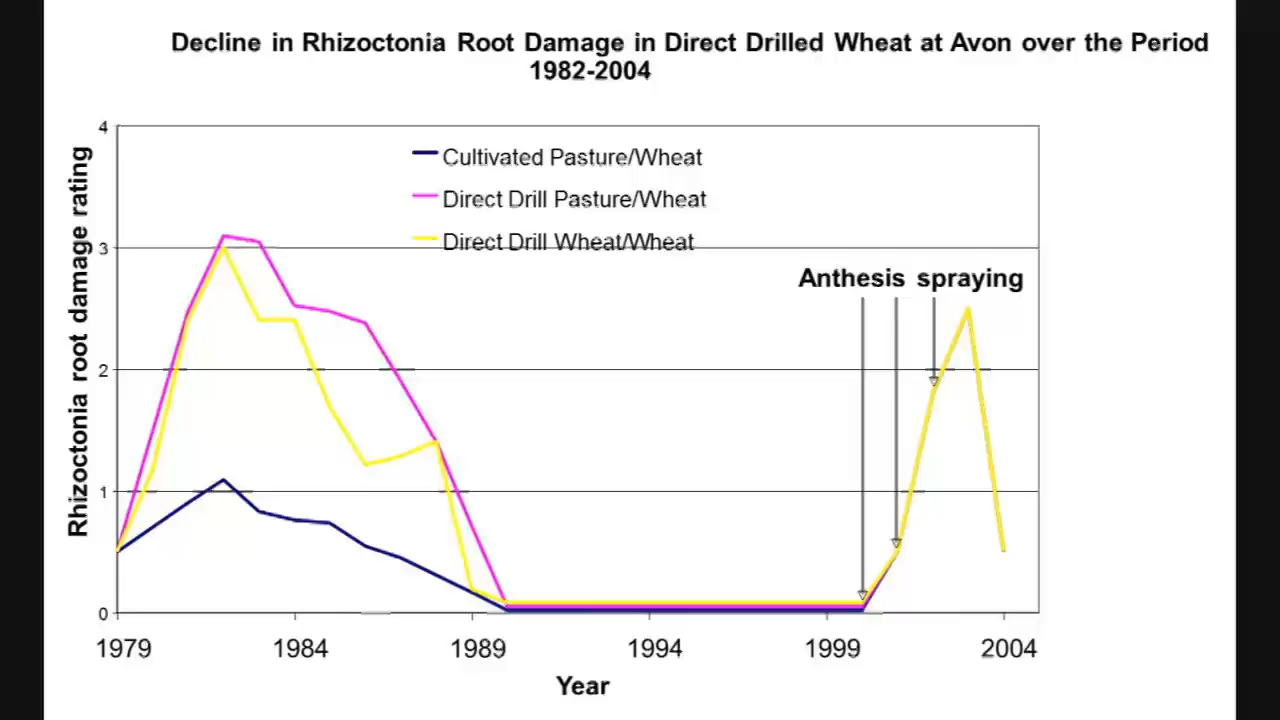 Decline in Rhizoctonia Root Damage in Direct Drilled Wheat at Avon over the Period
1982-2004
Rhizoctonia root damage rating
4
3
2
1
0
Cultivated Pasture/Wheat
Direct Drill Pasture/Wheat
Direct Drill Wheat/Wheat
Anthesis spraying
1979 1984 1989 1994 1999 2004
Year